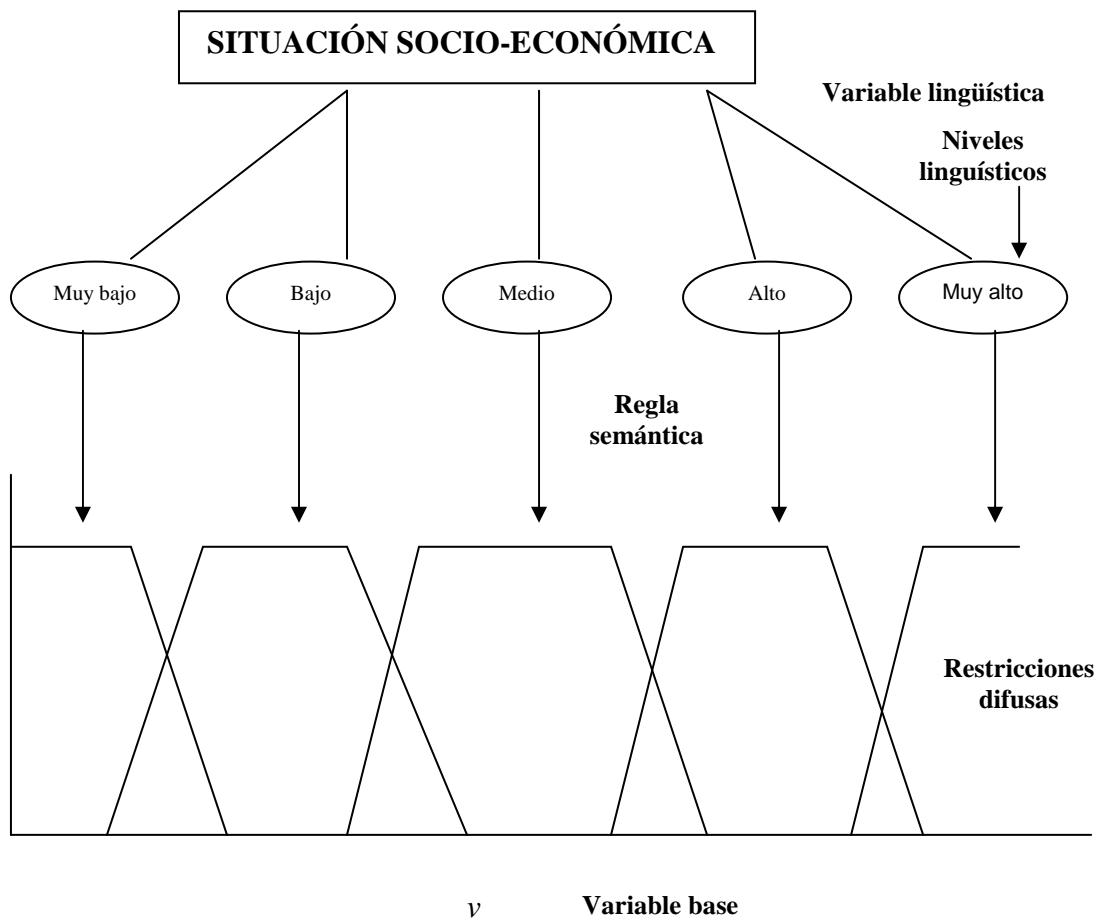 SITUACIÓN SOCIO-ECONÓMICA
Variable lingüística
Niveles
linguísticos
Muy bajo
Bajo
Medio
Alto
Muy alto
Regla
semántica
Restricciones
difusas
v
Variable base